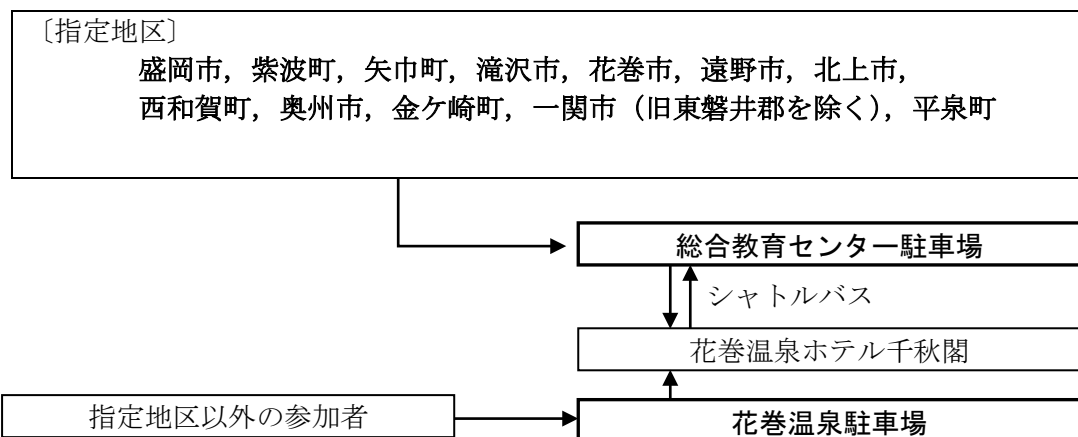 〔指定地区〕
盛岡市，紫波町，矢巾町，滝沢市，花巻市，遠野市，北上市，
西和賀町，奥州市，金ケ崎町，一関市（旧東磐井郡を除く），平泉町
総合教育センター駐車場
シャトルバス
花巻温泉ホテル千秋閣
指定地区以外の参加者
花巻温泉駐車場